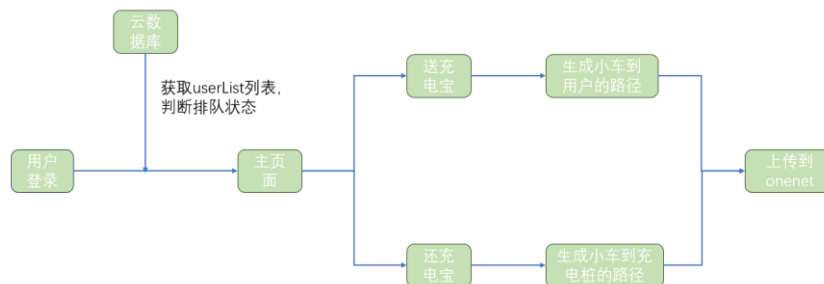 云数
据库
获取userList列表，
判断排队状态
用户
登录
主页
面
送充
电宝
生成小车到
用户的路径
还充
电宝
生成小车到充
电桩的路径
上传到
onenet